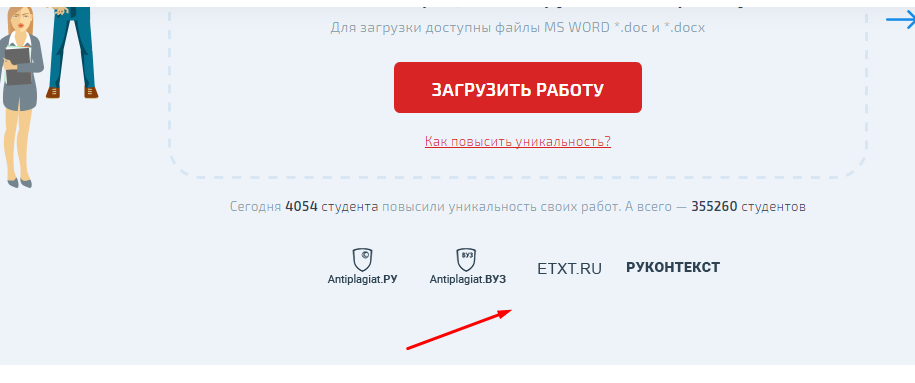 Для загрузки доступны файлы MS WORD *.doc и *.docx
ЗАГРУЗИТЬ РАБОТУ
Как повысить уникальность?
Сегодня 4054 студента повысили уникальность своих работ. А всего — 355260 студентов
©
ВУЗ
Antiplagiat.РУ
Antiplagiat.ВУЗ
ETXT.RU
РУКОНТЕКСТ